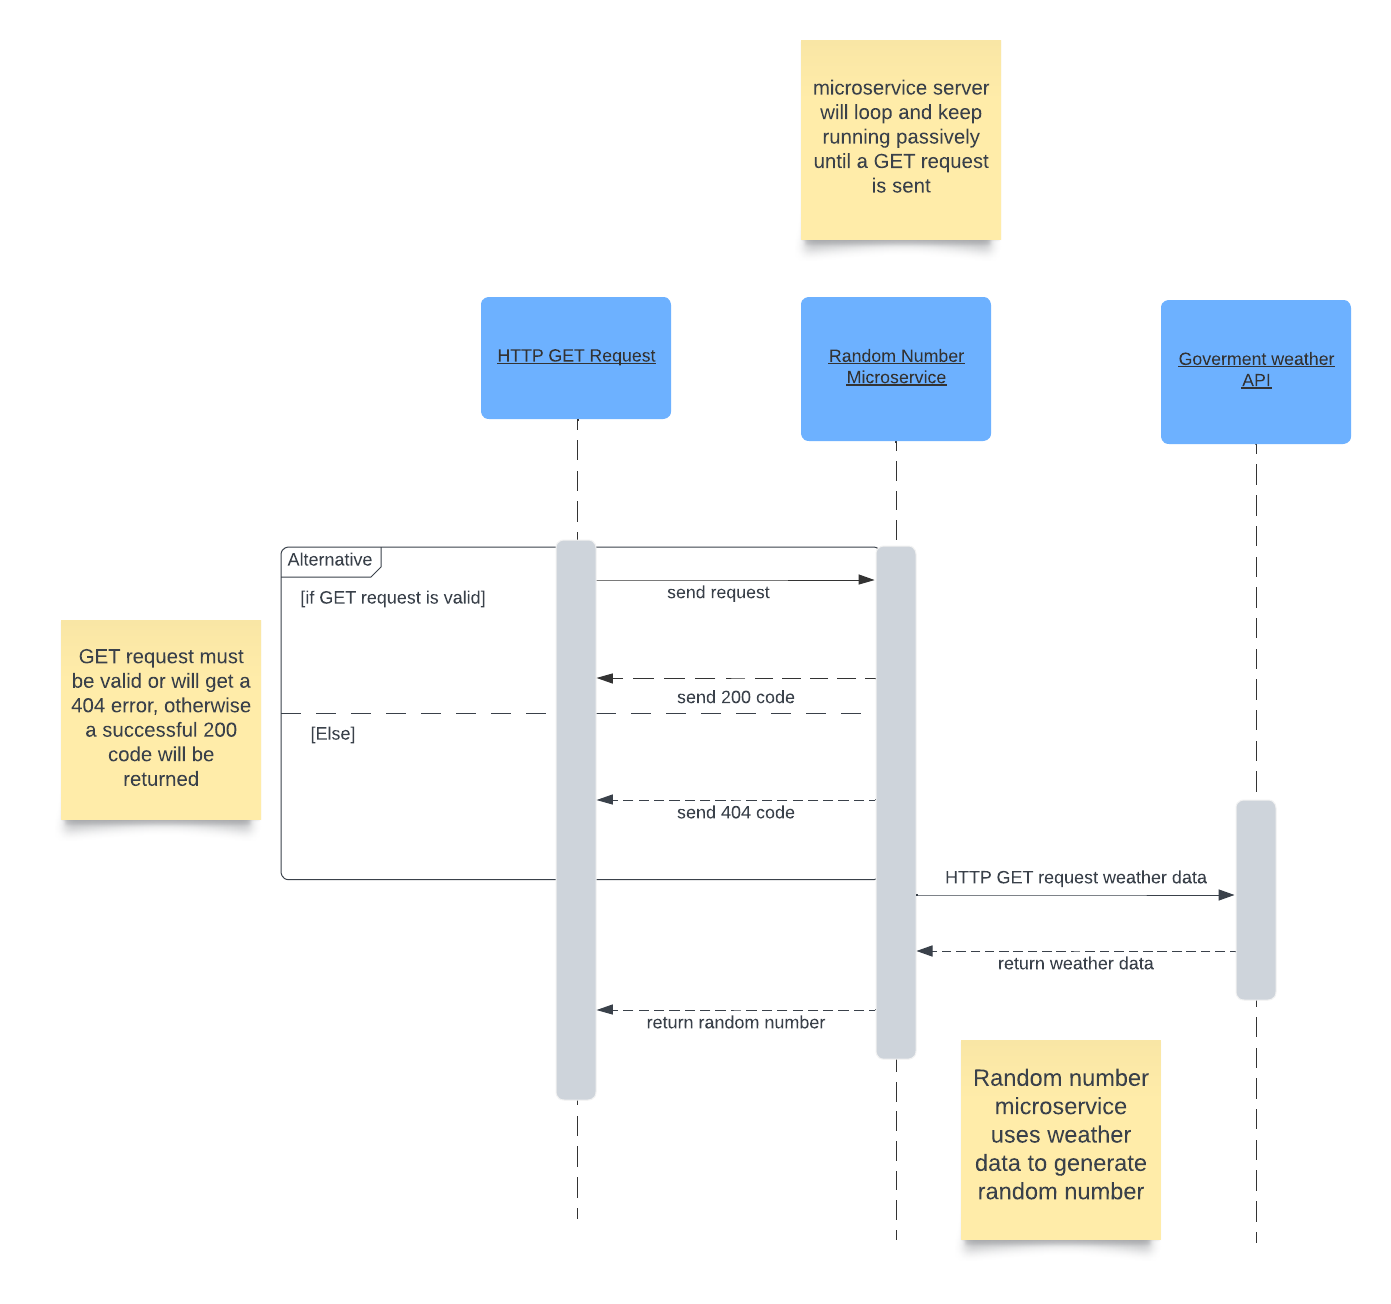 microservice server
will loop and keep
running passively
until a GET request
is sent
HTTP GET Request
Random Number
Microservice
Goverment weather
API
Alternative
[if GET request is valid]
send request
GET request must
be valid or will get a
404 error, otherwise
a successful 200
code will be
returned
send 200 code
[Else]
send 404 code
HTTP GET request weather data
return weather data
return random number
Random number
microservice
uses weather
data to generate
random number